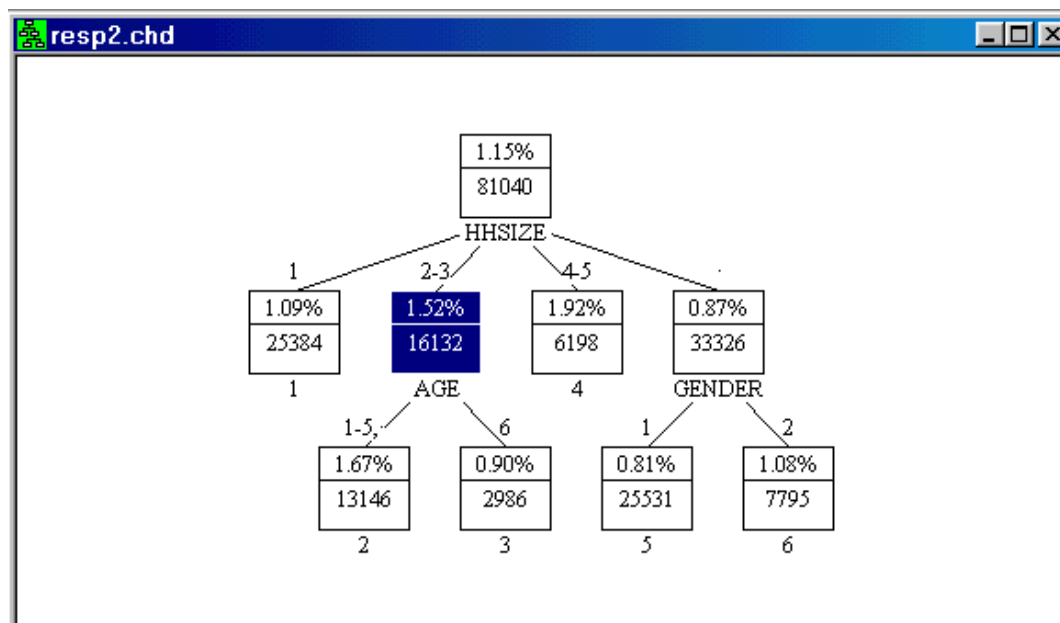 resp2.chd
1.15%
81040
HHSIZE
1 2-3 4-5 .
1.09% 1.52% 1.92% 0.87%
25384 16132 6198 33326
1 AGE 4 GENDER
1-5,. 6 1 2
1.67% 0.90% 0.81% 1.08%
13146 2986 25531 7795
2 3 5 6